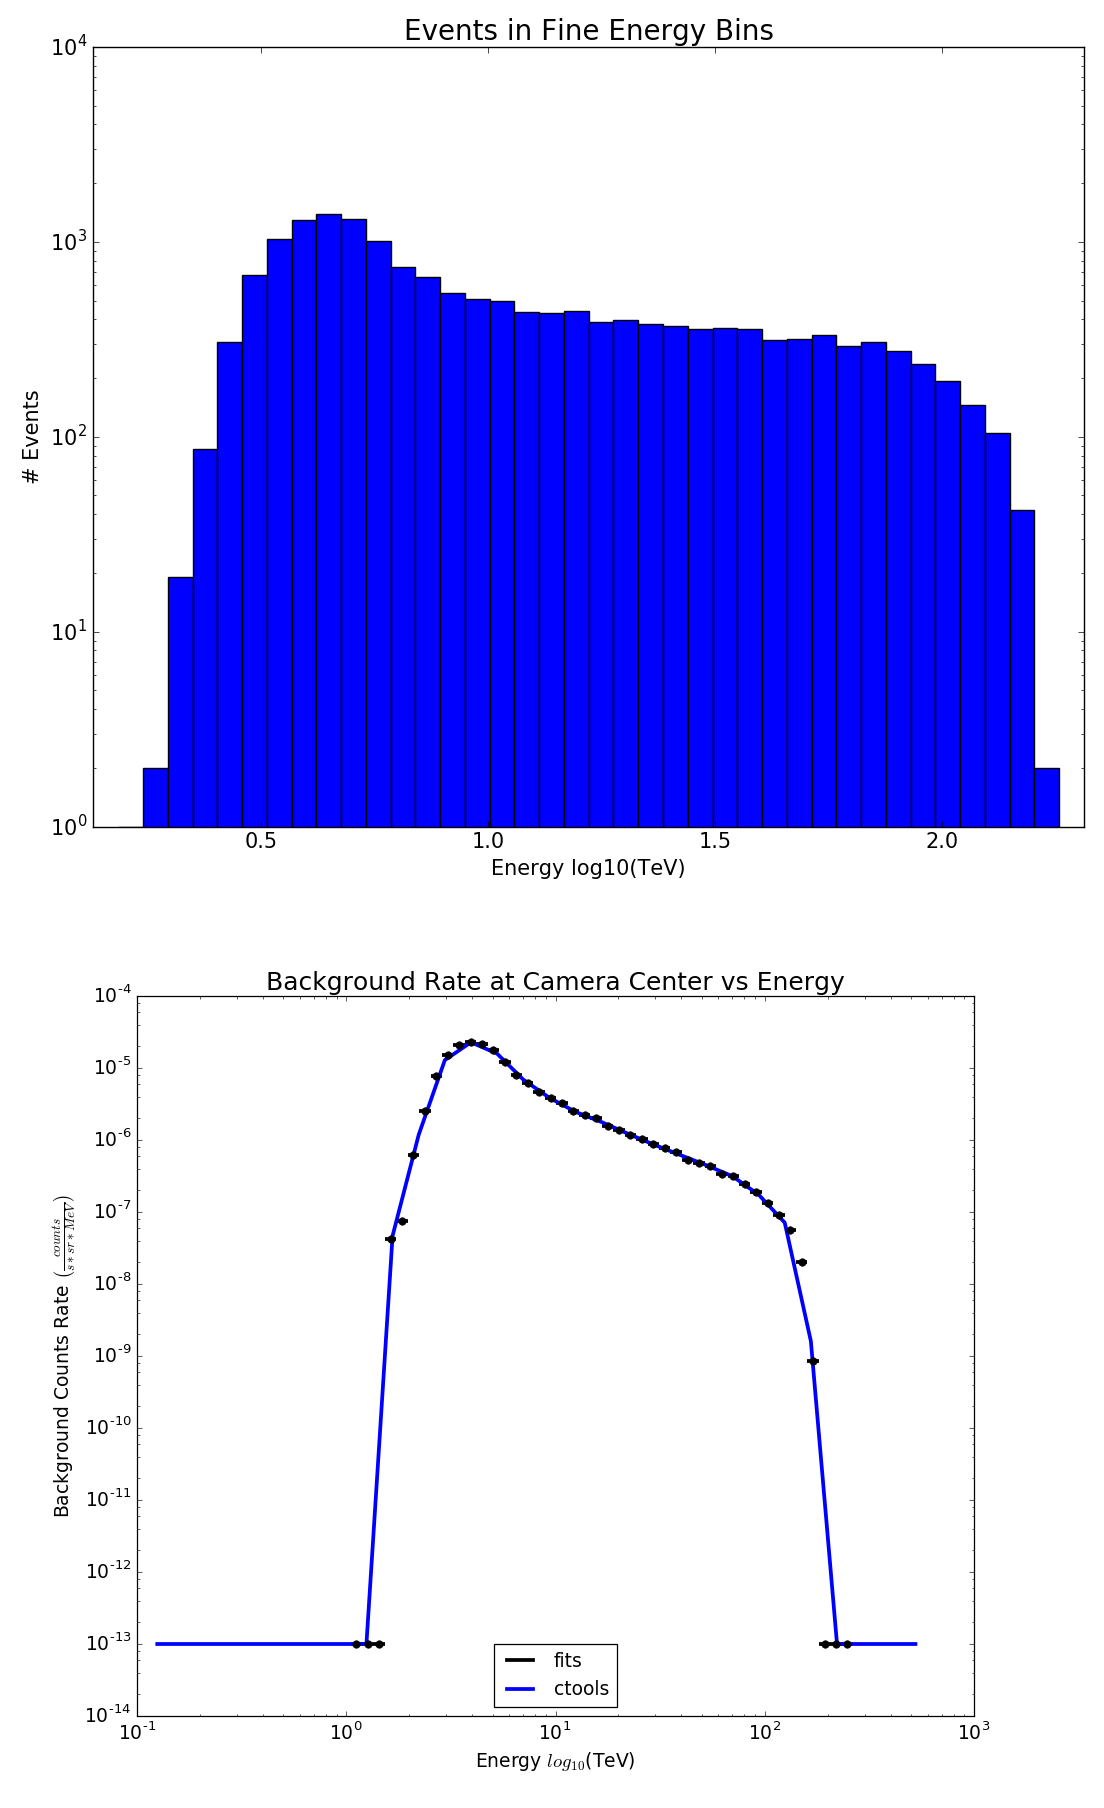 Events in Fine Energy Bins
10^4
10^3
10^2
10^1
10^0
# Events
0.5 1.0 1.5 2.0
Energy log10(TeV)
Background Rate at Camera Center vs Energy
10^-4
10^-5
10^-6
10^-7
10^-8
10^-9
10^-10
10^-11
10^-12
10^-13
10^-14
Background Counts Rate (counts / s * sr * MeV)
fits
ctools
10^-1 10^0 10^1 10^2 10^3
Energy log_10(TeV)